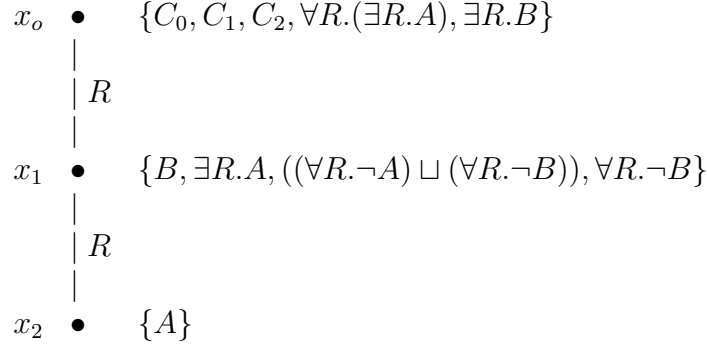 x_o • {C_0, C_1, C_2, ∀R.(∃R.A), ∃R.B}
R
x_1 • {B, ∃R.A, ((∀R.¬A) ⊔ (∀R.¬B)), ∀R.¬B}
R
x_2 • {A}